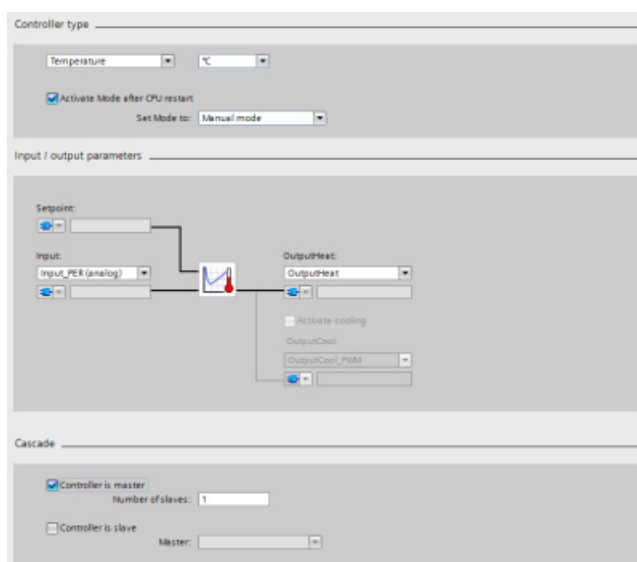 Controller type
Temperature
°C
Activate Mode after CPU restart
Set Mode to: Manual mode
Input / output parameters
Setpoint:
Input:
OutputHeat:
Input_PER (analog)
OutputHeat
Activate cooling
OutputCool:
OutputCool_PWM
Cascade
Controller is master
Number of slaves: 1
Controller is slave
Master: